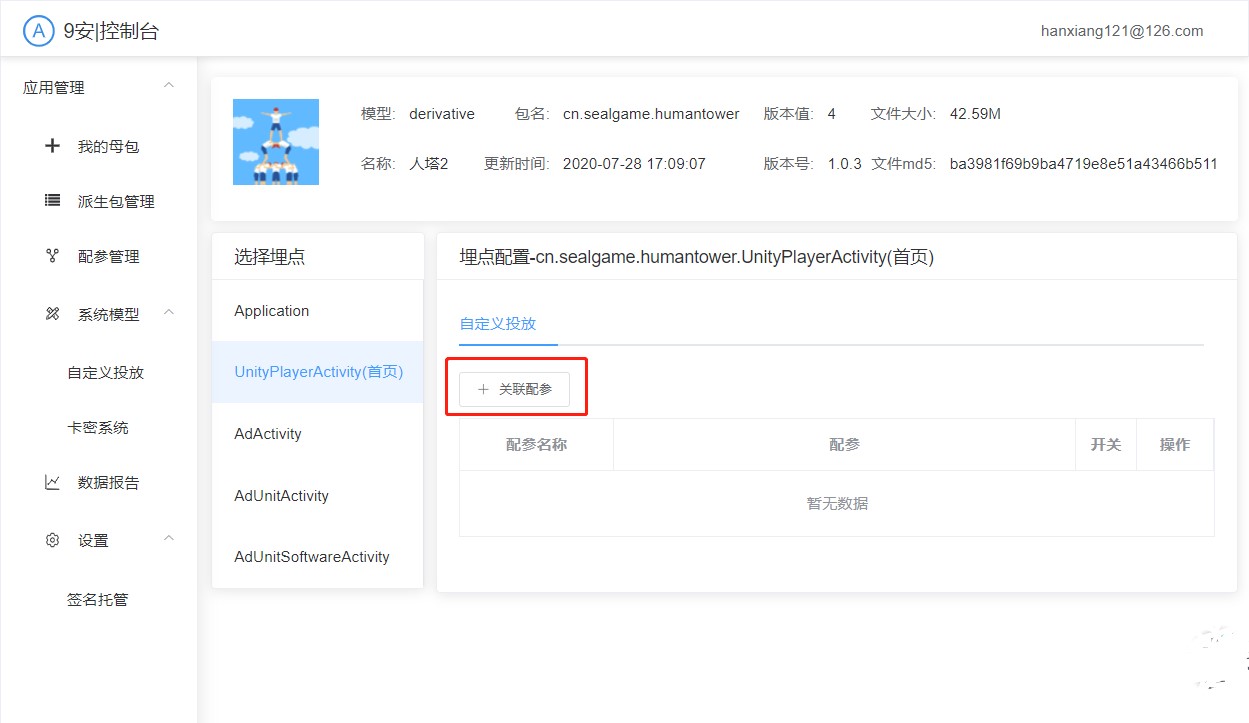 A 9安|控制台
hanxiang121@126.com
应用管理
我的母包
派生包管理
配参管理
系统模型
自定义投放
卡密系统
数据报告
设置
签名托管
模型: derivative 包名: cn.sealgame.humantower 版本值: 4 文件大小: 42.59M
名称: 人塔2 更新时间: 2020-07-28 17:09:07 版本号: 1.0.3 文件md5: ba3981f69b9ba4719e8e51a43466b511
选择埋点
Application
UnityPlayerActivity(首页)
AdActivity
AdUnitActivity
AdUnitSoftwareActivity
埋点配置-cn.sealgame.humantower.UnityPlayerActivity(首页)
自定义投放
+ 关联配参
配参名称 配参 开关 操作
暂无数据